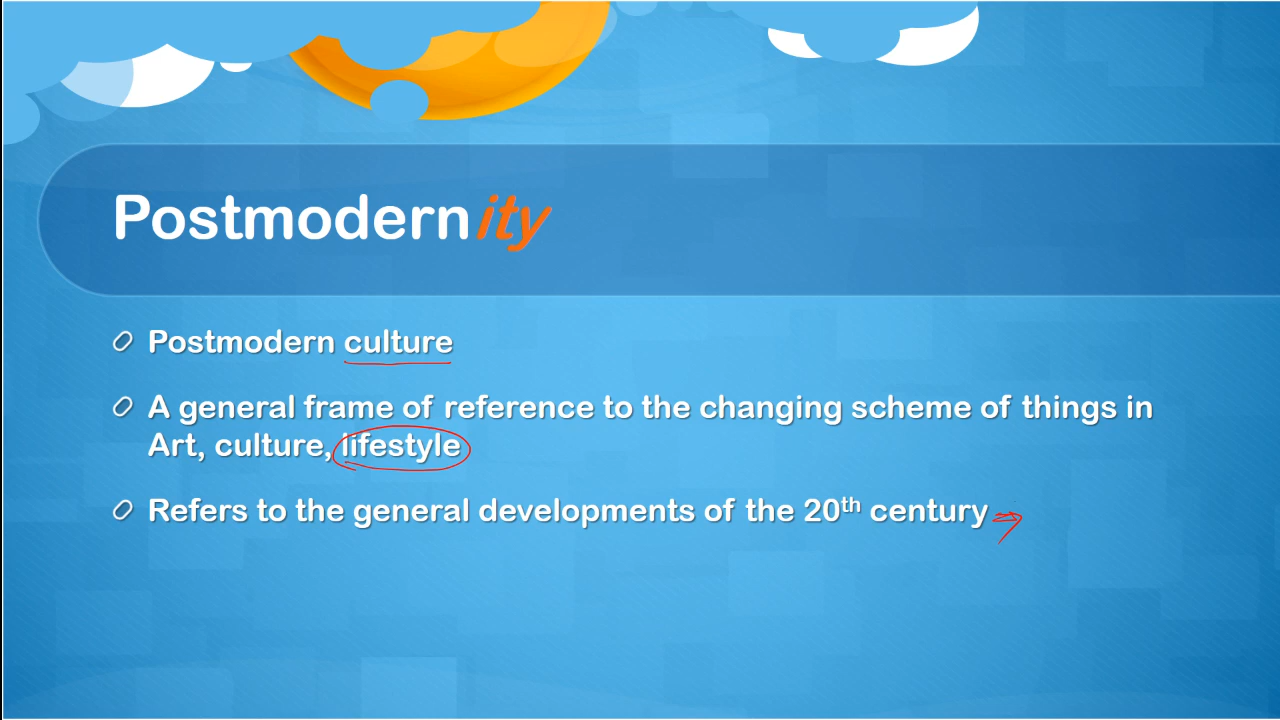 Postmodernity
Postmodern culture
A general frame of reference to the changing scheme of things in
Art, culture, lifestyle
Refers to the general developments of the 20th century